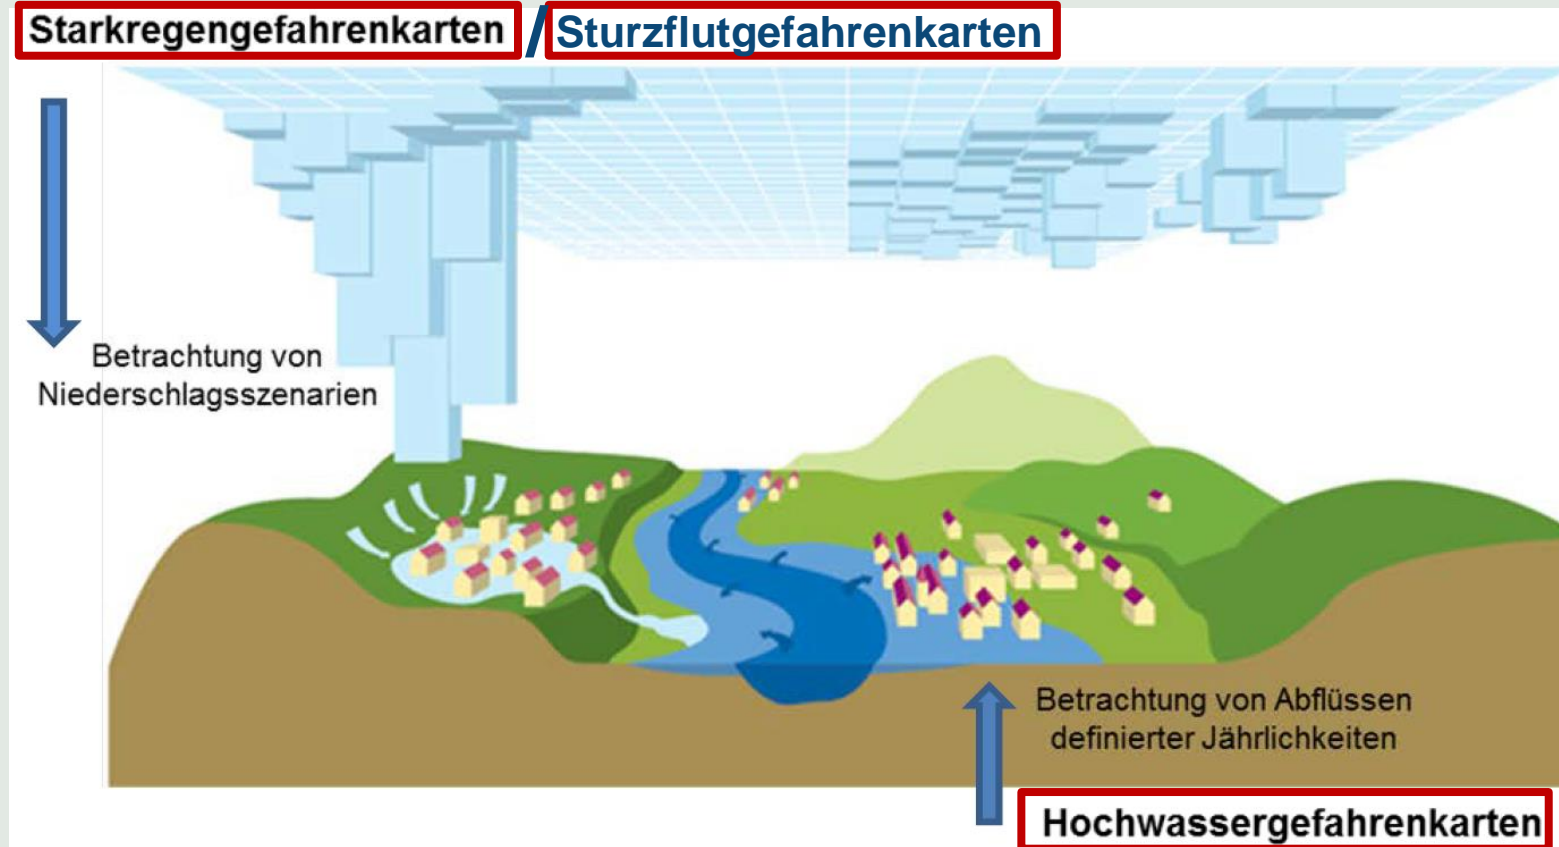 Starkregengefahrenkarten / Sturzflutgefahrenkarten
Betrachtung von
Niederschlagsszenarien
Betrachtung von Abflüssen
definierter Jährlichkeiten
Hochwassergefahrenkarten